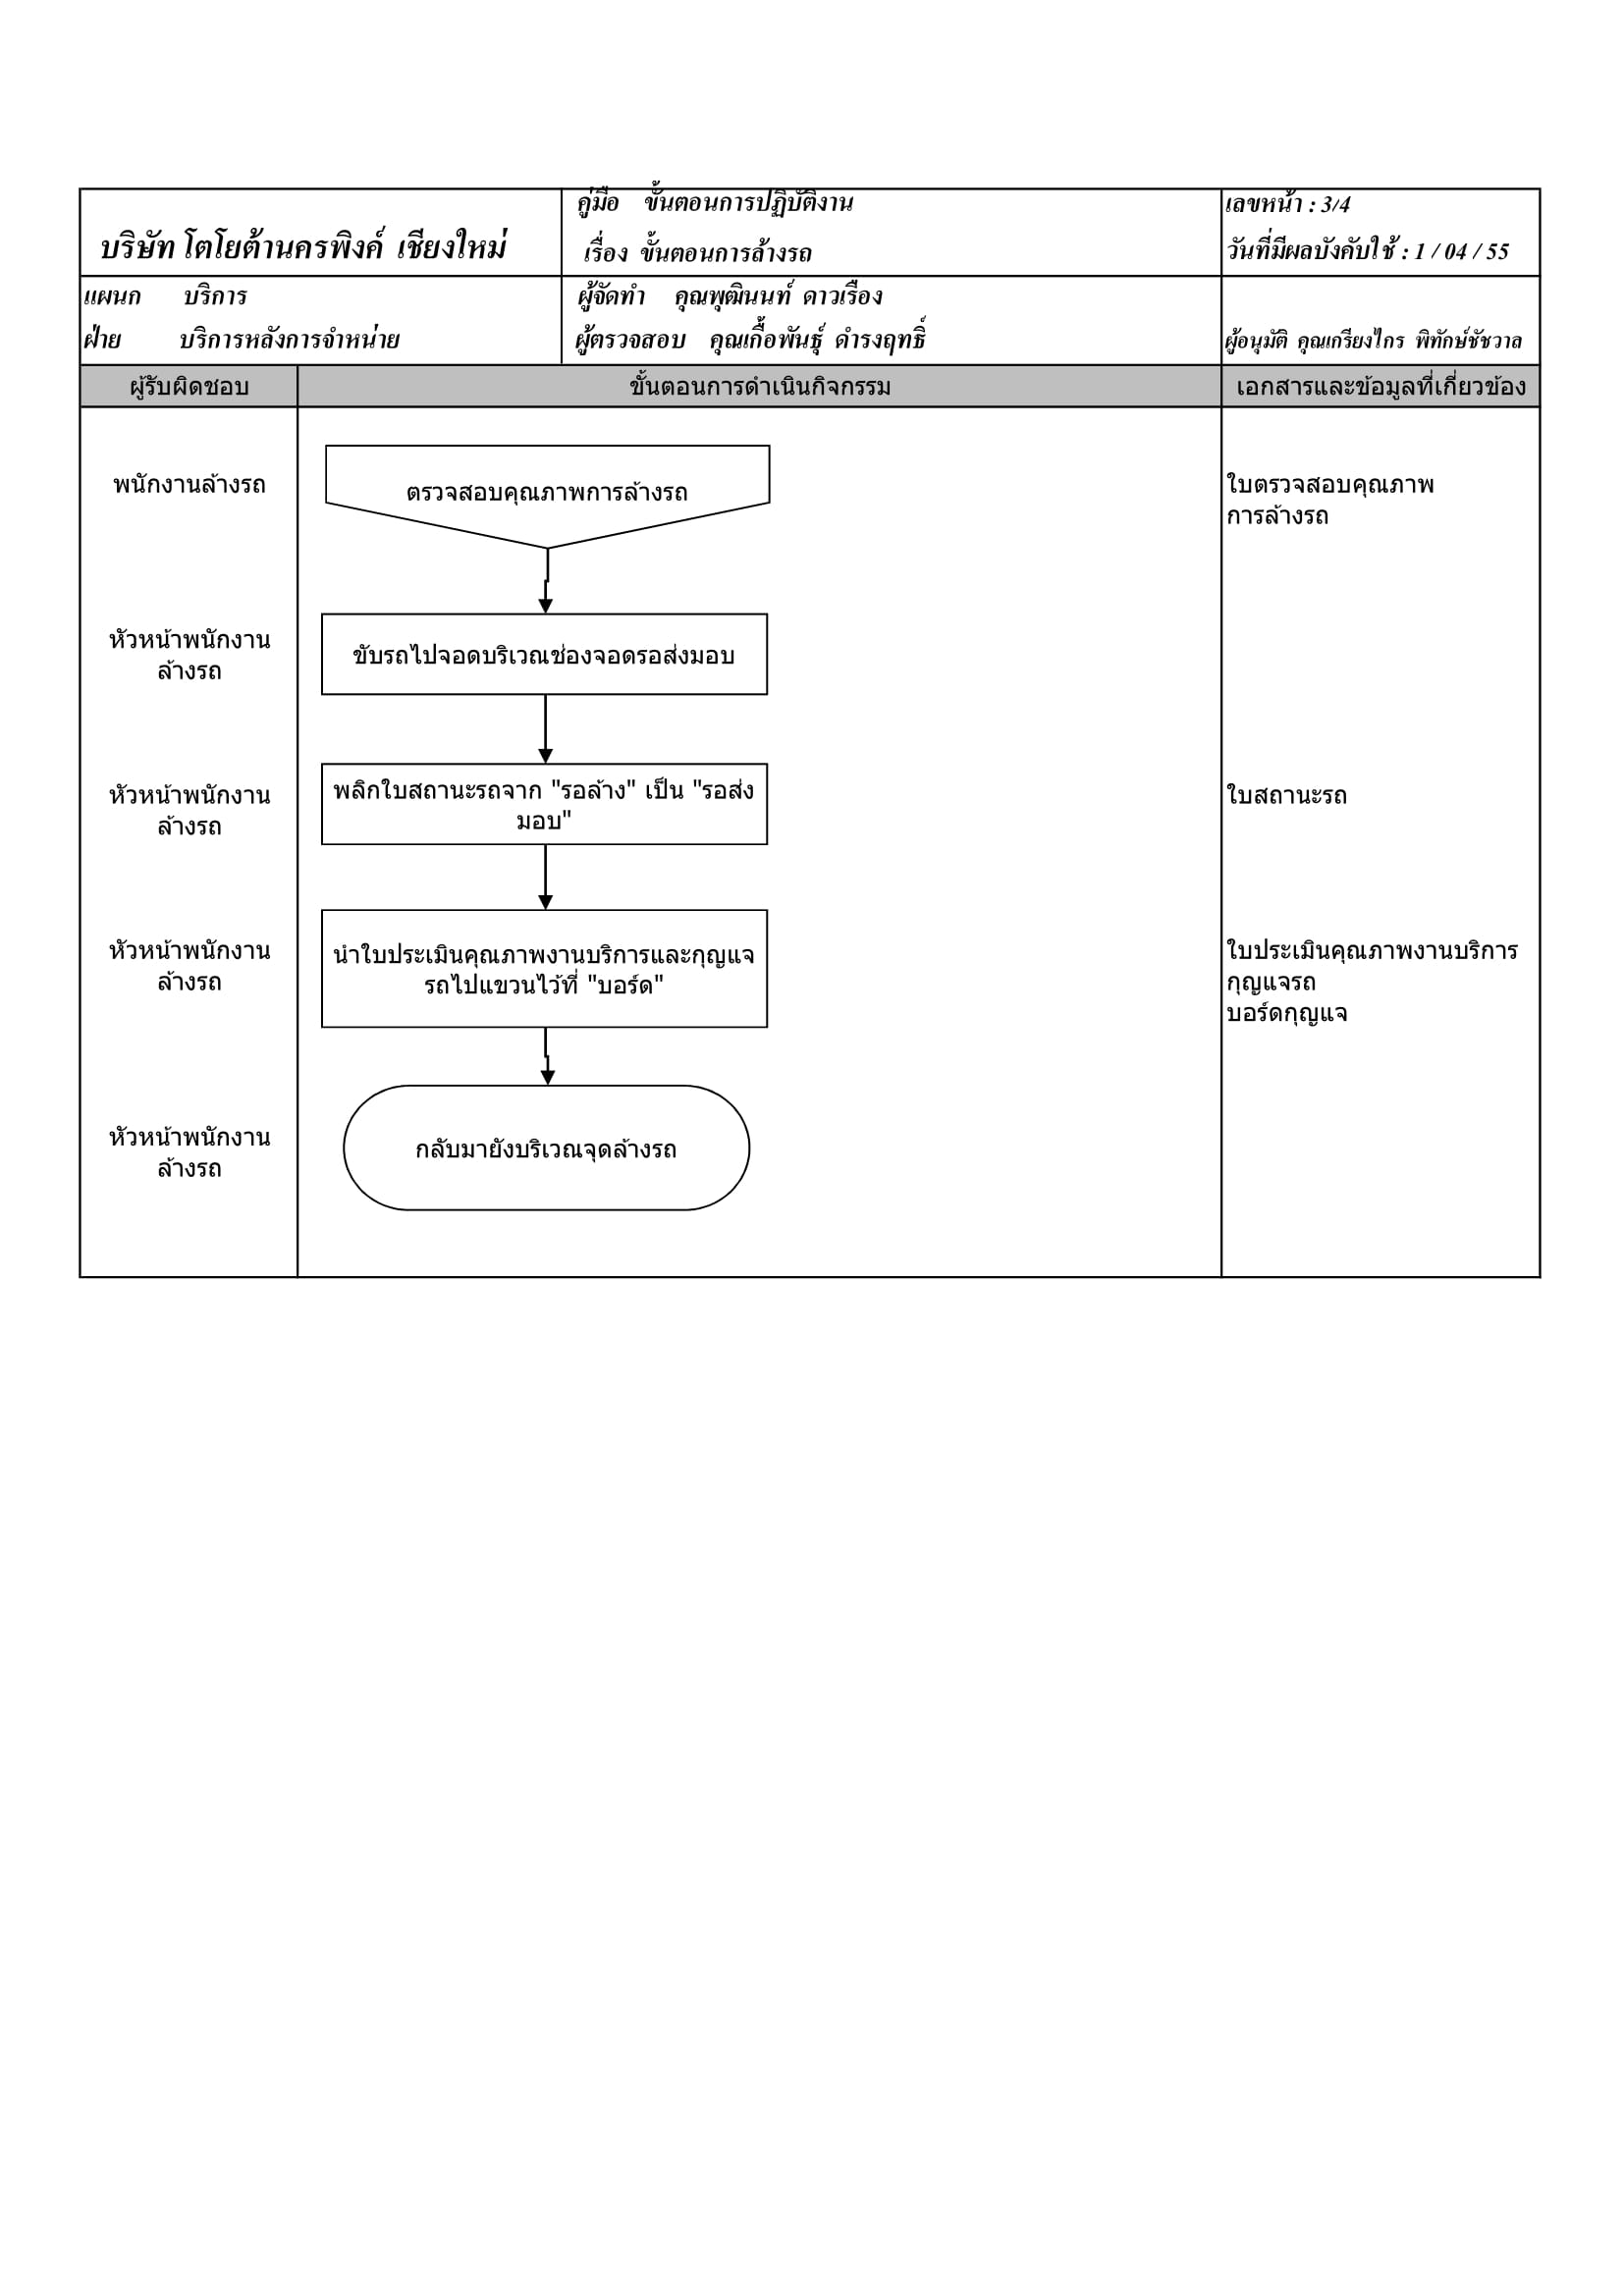 คู่มือ ขั้นตอนการปฏิบัติงาน
เลขหน้า : 3/4
บริษัท โตโยต้านครพิงค์ เชียงใหม่
เรื่อง ขั้นตอนการล้างรถ
วันที่มีผลบังคับใช้ : 1 / 04 / 55
แผนก บริการ
ผู้จัดทำ คุณพุฒินนท์ ดาวเรือง
ฝ่าย บริการหลังการจำหน่าย
ผู้ตรวจสอบ คุณเกื้อพันธุ์ ดำรงฤทธิ์
ผู้อนุมัติ คุณเกรียงไกร พิทักษ์ชัชวาล
ผู้รับผิดชอบ
ขั้นตอนการดำเนินกิจกรรม
เอกสารและข้อมูลที่เกี่ยวข้อง
พนักงานล้างรถ
ตรวจสอบคุณภาพการล้างรถ
ใบตรวจสอบคุณภาพ
การล้างรถ
หัวหน้าพนักงาน
ล้างรถ
ขับรถไปจอดบริเวณช่องจอดรอส่งมอบ
หัวหน้าพนักงาน
ล้างรถ
พลิกใบสถานะรถจาก "รอล้าง" เป็น "รอส่ง
มอบ"
ใบสถานะรถ
หัวหน้าพนักงาน
ล้างรถ
นำใบประเมินคุณภาพงานบริการและกุญแจ
รถไปแขวนไว้ที่ "บอร์ด"
ใบประเมินคุณภาพงานบริการ
กุญแจรถ
บอร์ดกุญแจ
หัวหน้าพนักงาน
ล้างรถ
กลับมายังบริเวณจุดล้างรถ